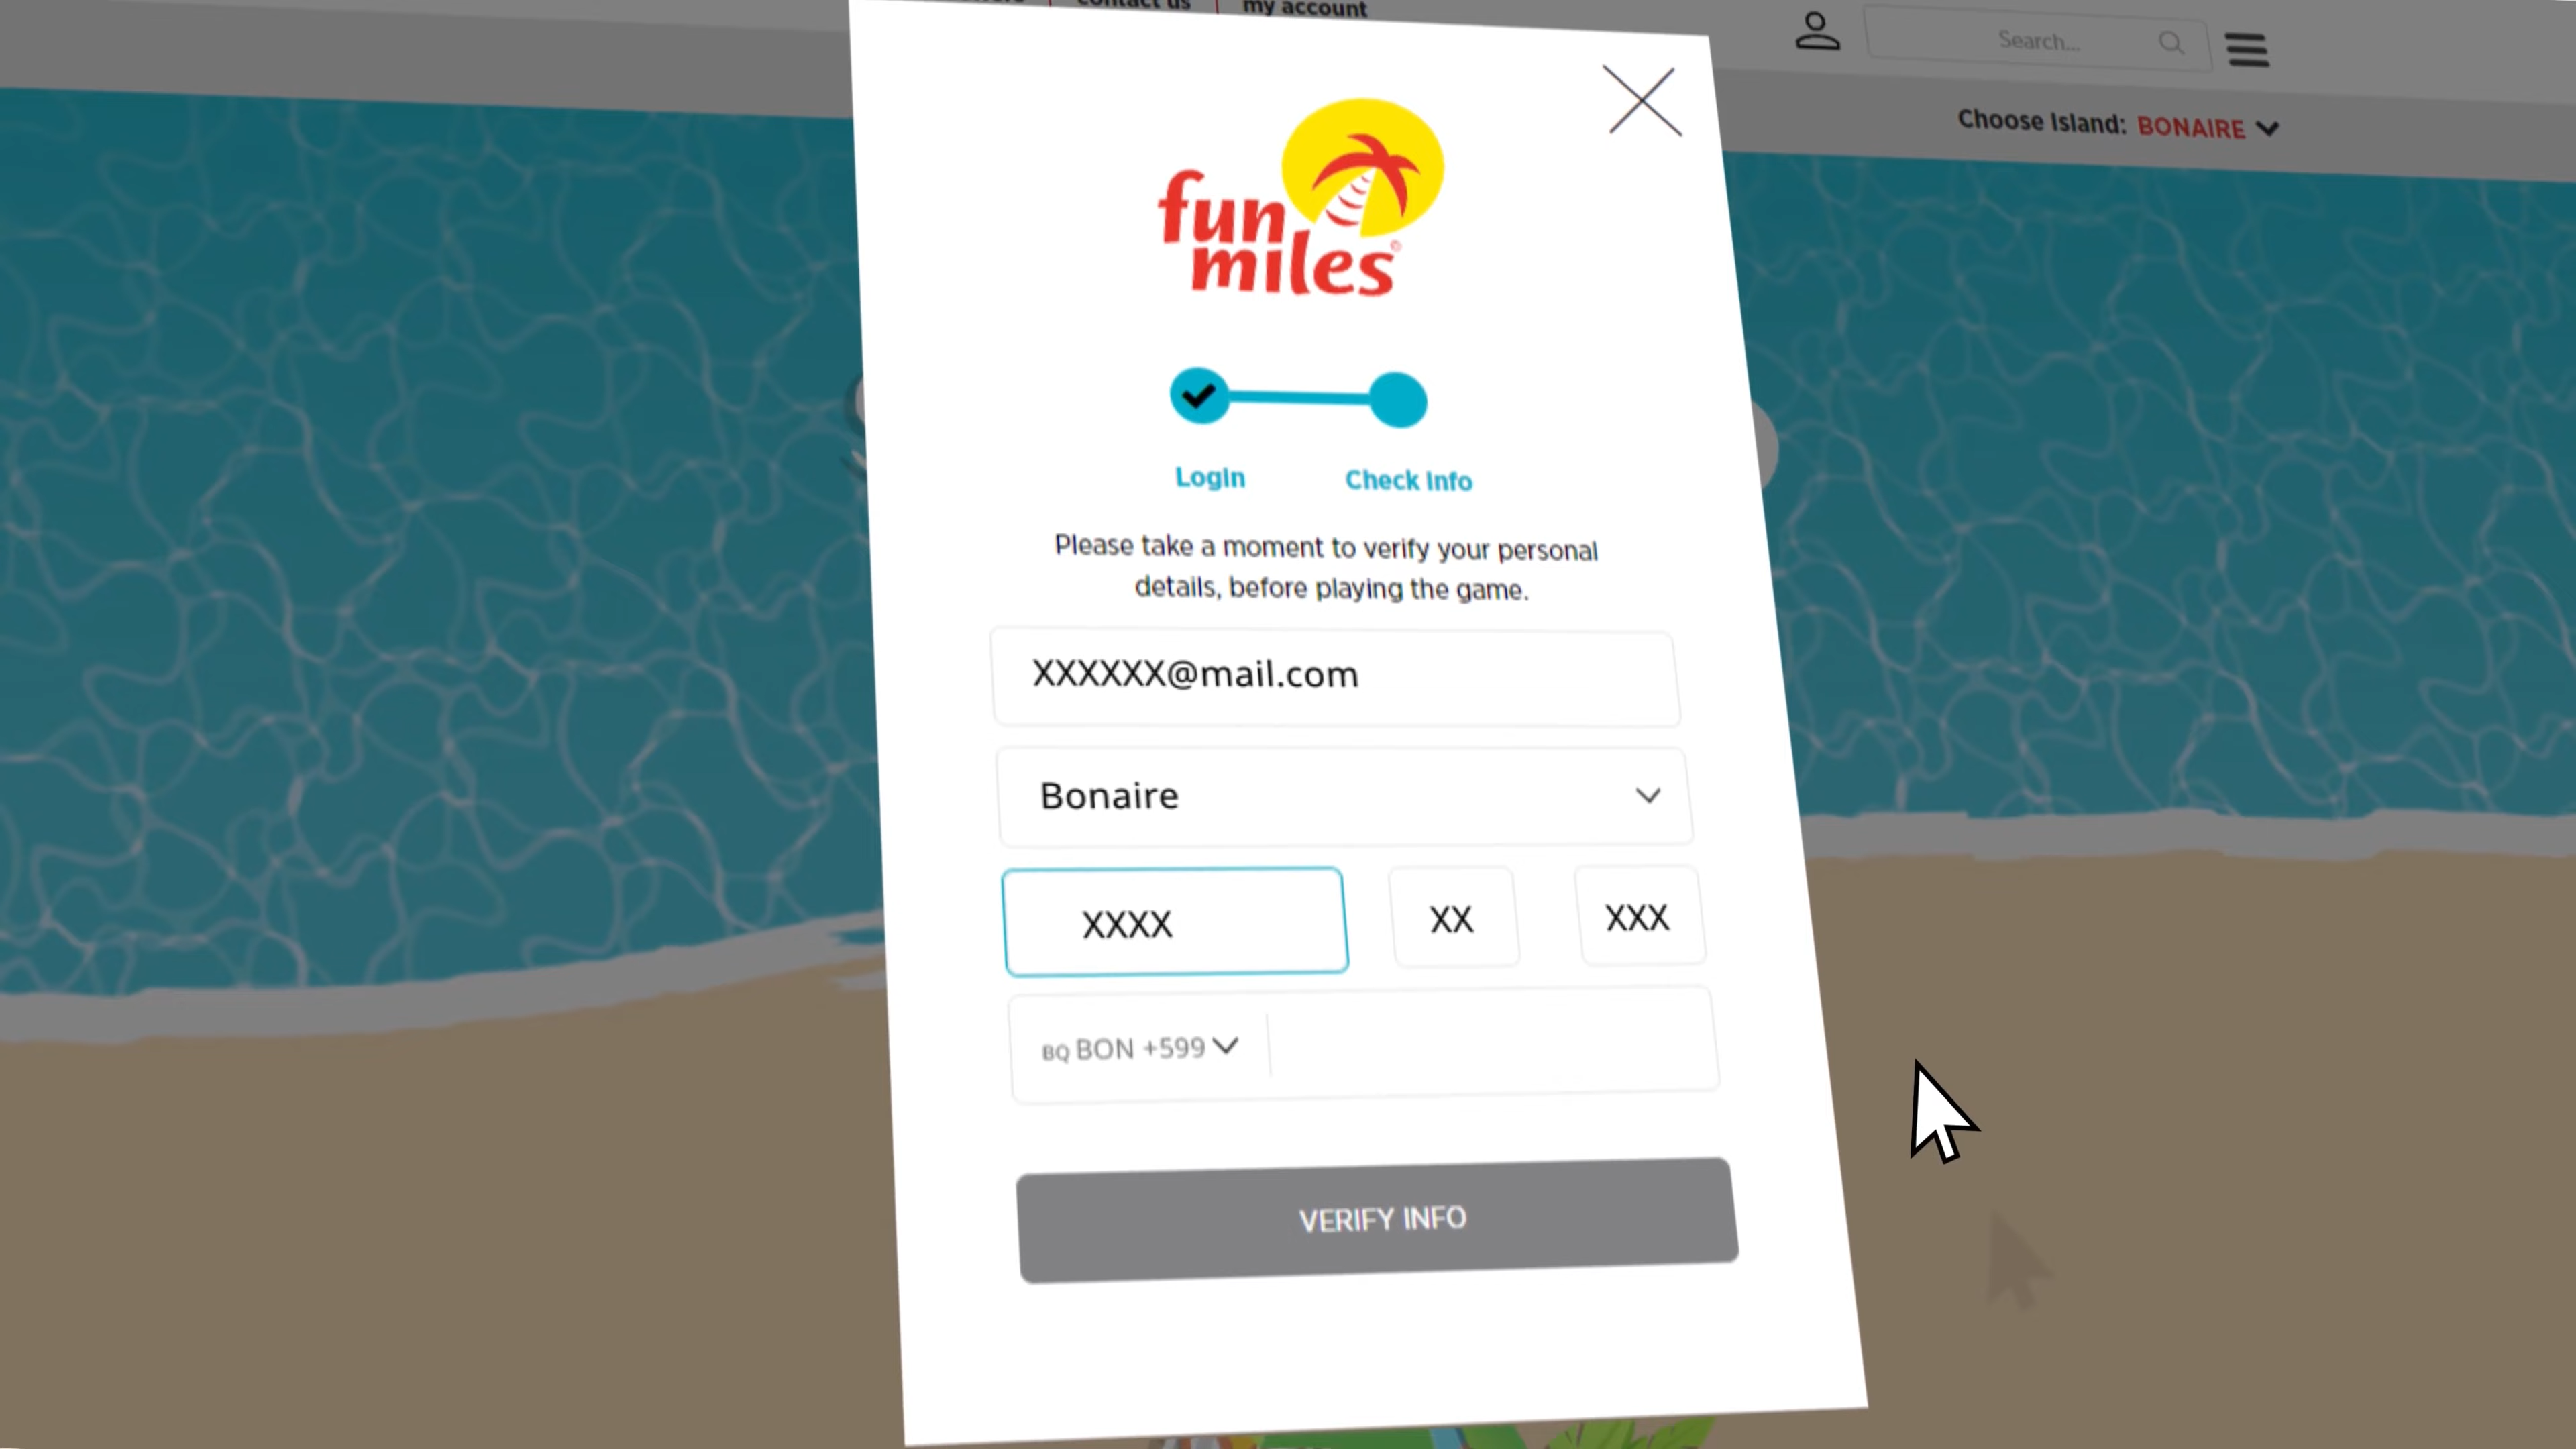 contact us
my account
Search...
Choose Island: BONAIRE
fun
miles
Login
Check Info
Please take a moment to verify your personal
details, before playing the game.
XXXXXX@mail.com
Bonaire
XXXX
XX
XXX
BQ BON +599
VERIFY INFO